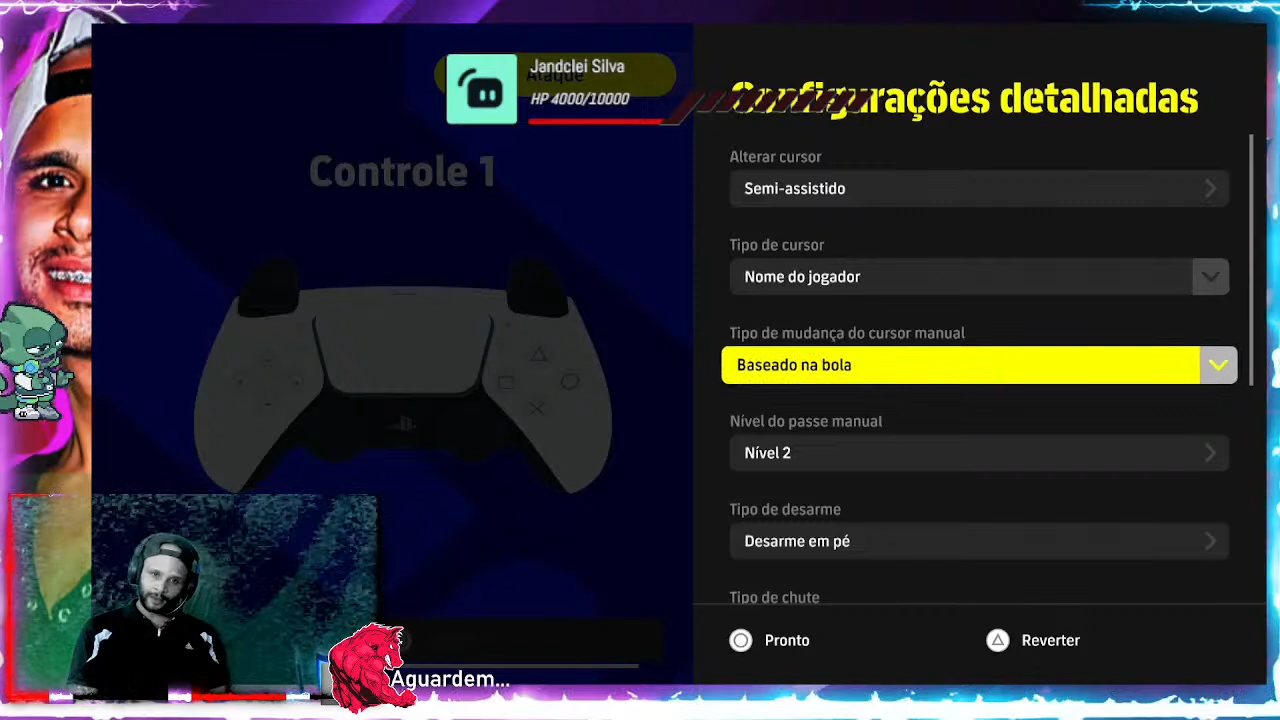 Ataque
Jandclei Silva
HP 4000/10000
Controle 1
Configurações detalhadas
Alterar cursor
Semi-assistido
Tipo de cursor
Nome do jogador
Tipo de mudança do cursor manual
Baseado na bola
Nível do passe manual
Nível 2
Tipo de desarme
Desarme em pé
Tipo de chute
Pronto
Reverter
Aguardem...